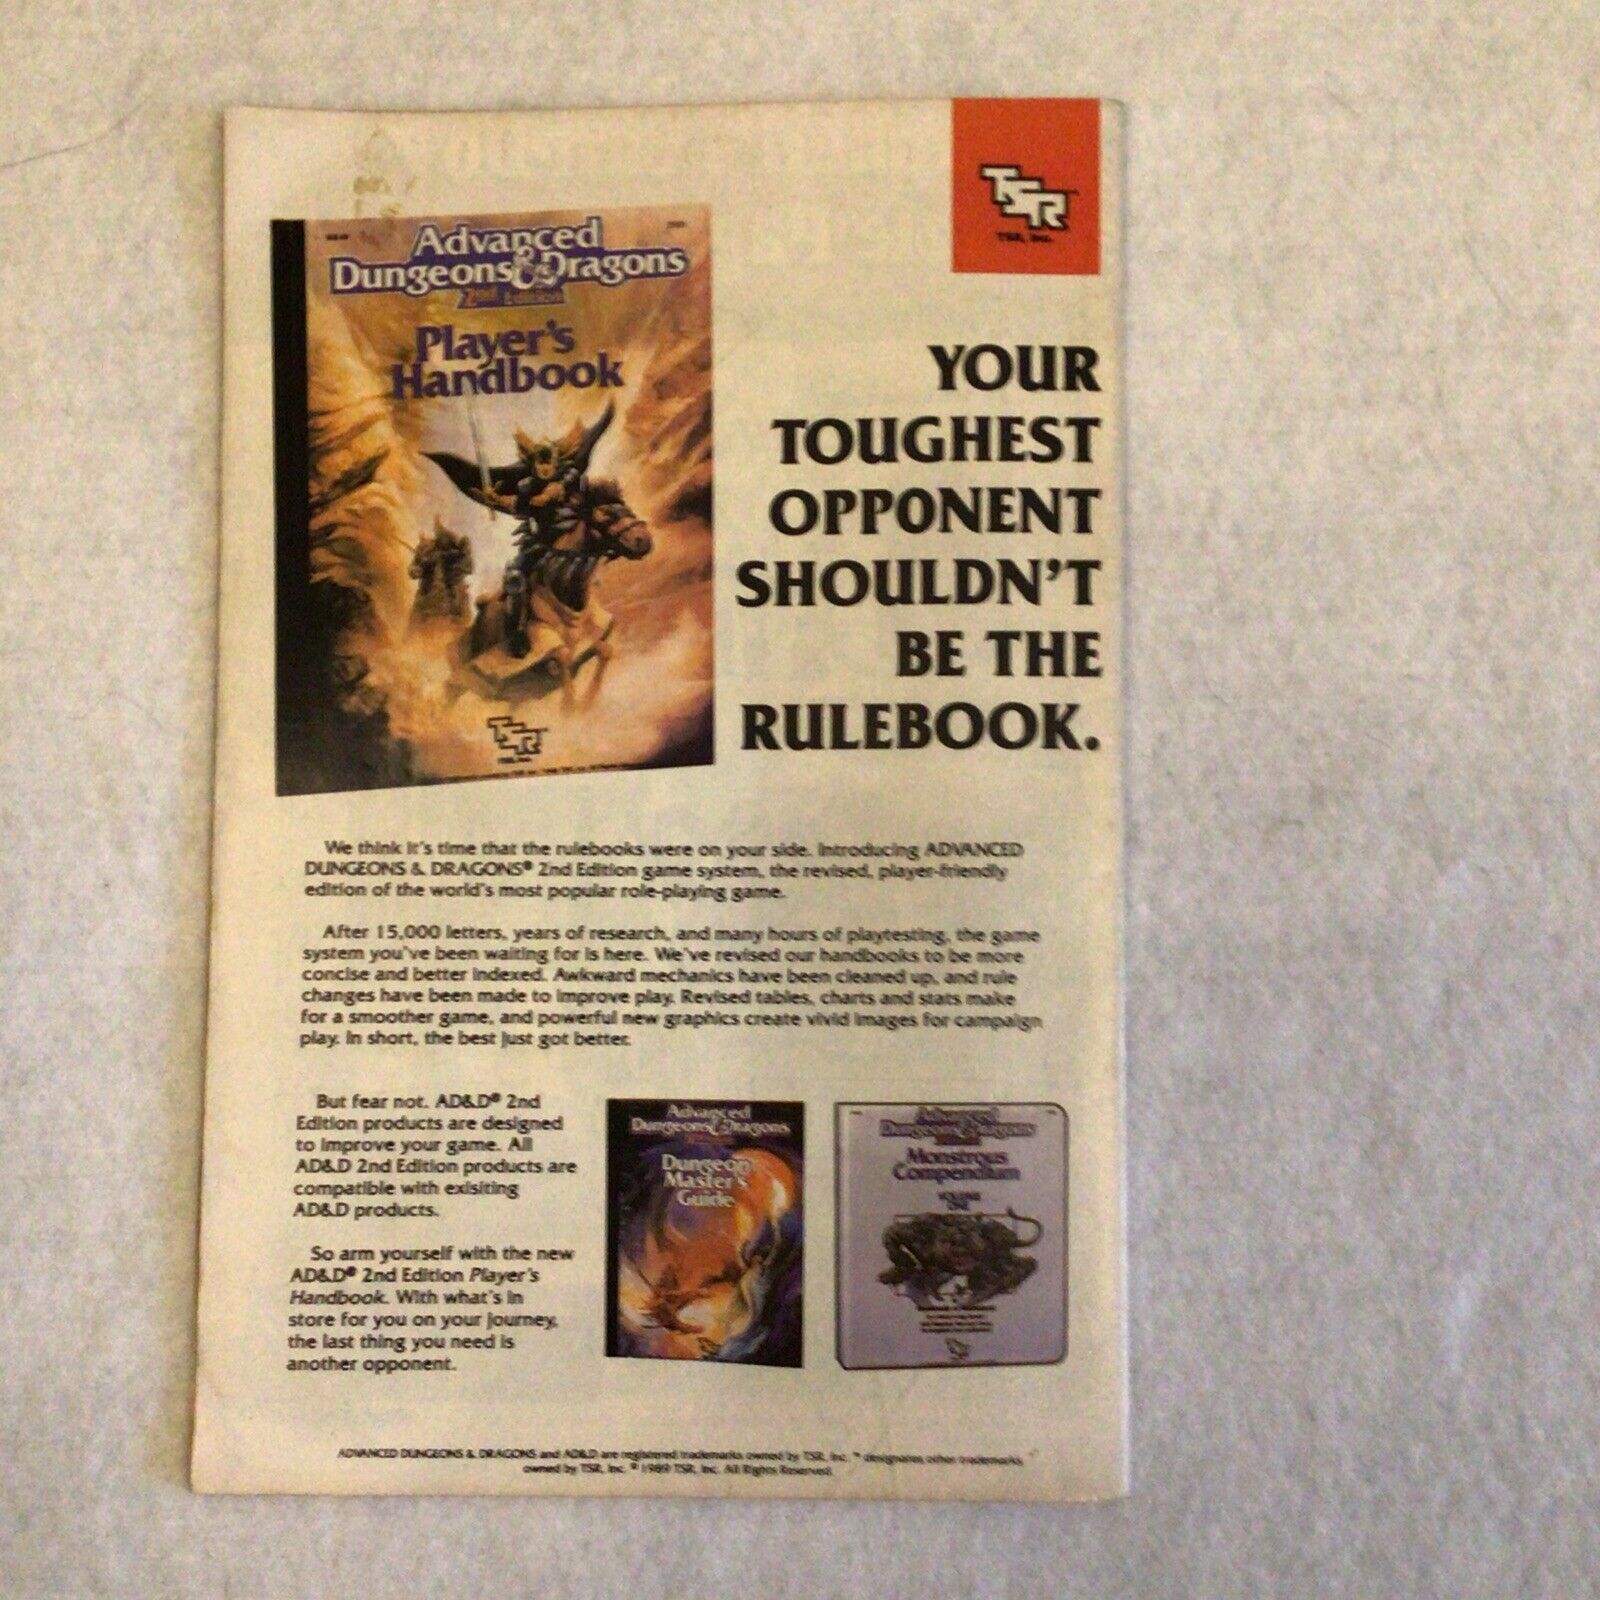 TSR
TSR, Inc.
Advanced
Dungeons & Dragons
2nd Edition
Player's
Handbook
TSR
TSR, Inc.
YOUR
TOUGHEST
OPPONENT
SHOULDN'T
BE THE
RULEBOOK.
We think it's time that the rulebooks were on your side. Introducing ADVANCED
DUNGEONS & DRAGONS® 2nd Edition game system, the revised, player-friendly
edition of the world's most popular role-playing game.
After 15,000 letters, years of research, and many hours of playtesting, the game
system you've been waiting for is here. We've revised our handbooks to be more
concise and better indexed. Awkward mechanics have been cleaned up, and rule
changes have been made to improve play. Revised tables, charts and stats make
for a smoother game, and powerful new graphics create vivid images for campaign
play. In short, the best just got better.
But fear not. AD&D® 2nd
Edition products are designed
to improve your game. All
AD&D 2nd Edition products are
compatible with exisiting
AD&D products.
So arm yourself with the new
AD&D® 2nd Edition Player's
Handbook. With what's in
store for you on your journey,
the last thing you need is
another opponent.
Advanced
Dungeons & Dragons
Dungeon
Master's
Guide
TSR
Advanced
Dungeons & Dragons
Monstrous
Compendium
VOLUME
ONE
TSR
ADVANCED DUNGEONS & DRAGONS and AD&D are registered trademarks owned by TSR, Inc. ™ designates other trademarks
owned by TSR, Inc. © 1989 TSR, Inc. All Rights Reserved.